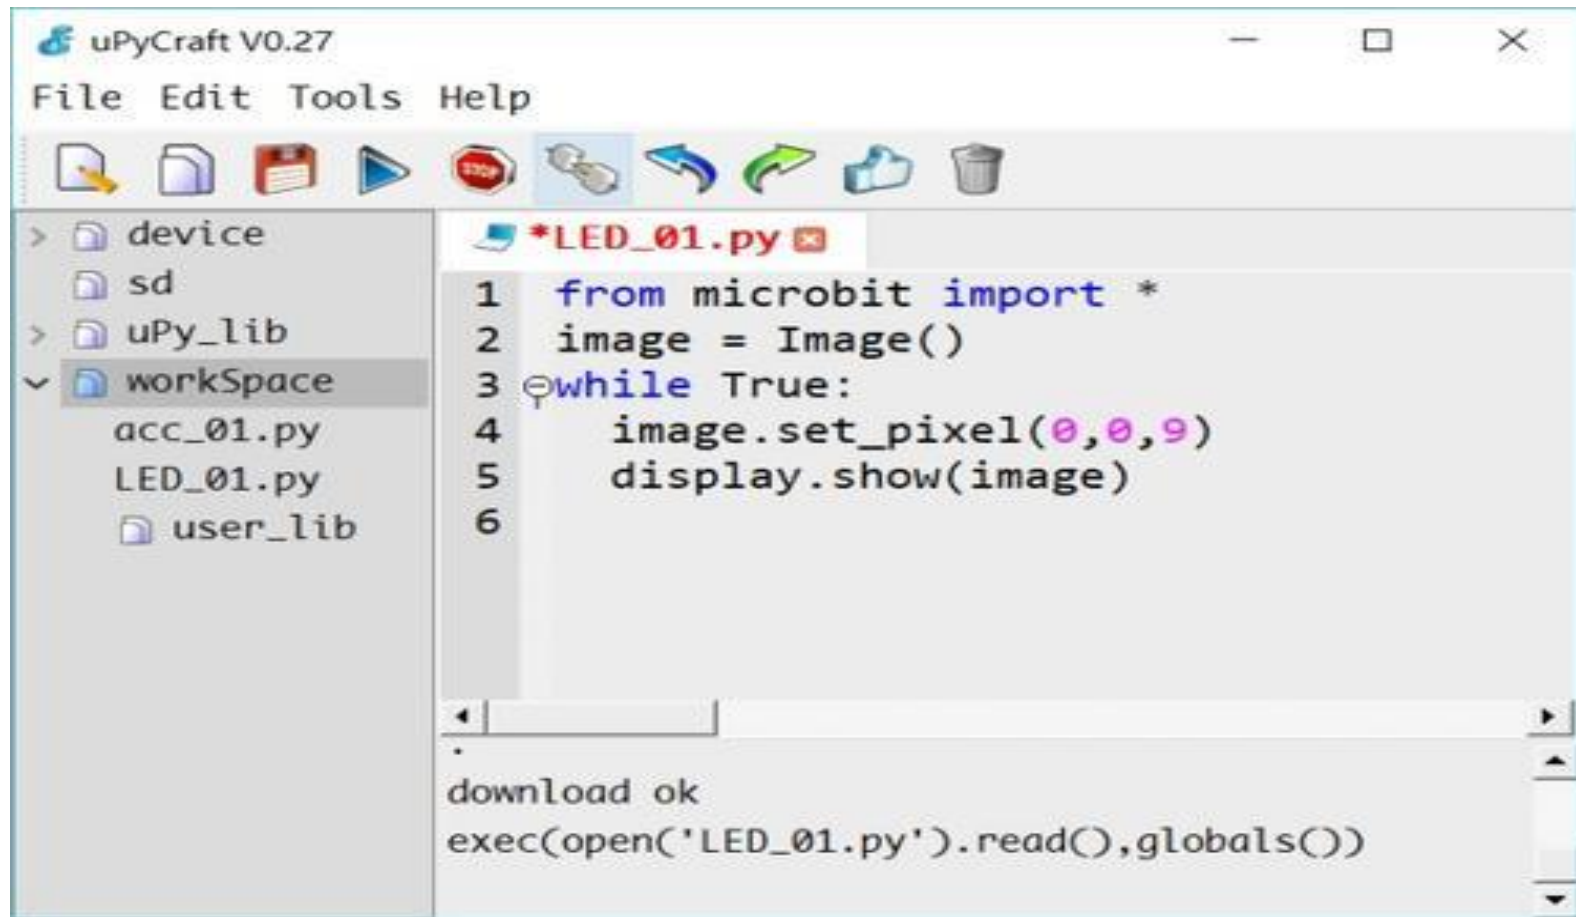 uPyCraft V0.27
File Edit Tools Help
STOP
device
sd
uPy_lib
workSpace
acc_01.py
LED_01.py
user_lib
*LED_01.py
1 from microbit import *
2 image = Image()
3 while True:
4 image.set_pixel(0,0,9)
5 display.show(image)
6
.
download ok
exec(open('LED_01.py').read(),globals())